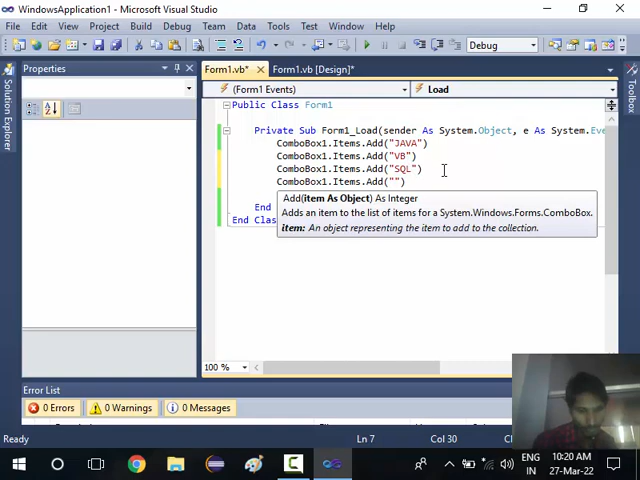 WindowsApplication1 - Microsoft Visual Studio
File Edit View Project Build Debug Team Data Tools Test Window Help
Debug
Properties
Form1.vb* Form1.vb [Design]*
(Form1 Events) Load
Solution Explorer
Toolbox
Public Class Form1
Private Sub Form1_Load(sender As System.Object, e As System.Eve
ComboBox1.Items.Add("JAVA")
ComboBox1.Items.Add("VB")
ComboBox1.Items.Add("SQL")
ComboBox1.Items.Add("")
Add(item As Object) As Integer
Adds an item to the list of items for a System.Windows.Forms.ComboBox.
item: An object representing the item to add to the collection.
End
End Clas
100 %
Error List
0 Errors 0 Warnings 0 Messages
Ready Ln 7 Col 30
ENG
IN
10:20 AM
27-Mar-22